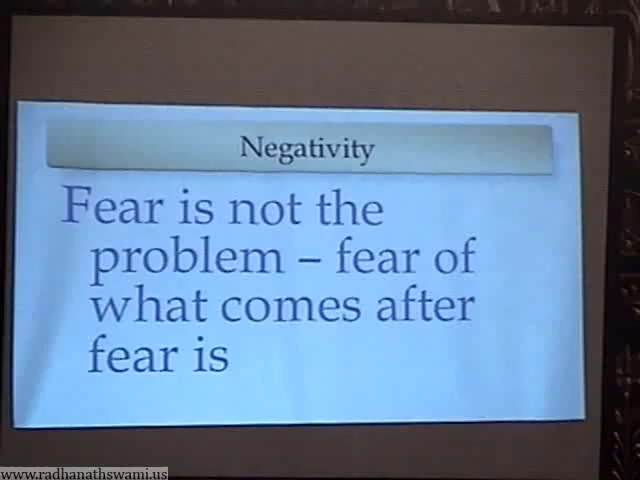 Negativity
Fear is not the
problem – fear of
what comes after
fear is
www.radhanathswami.us